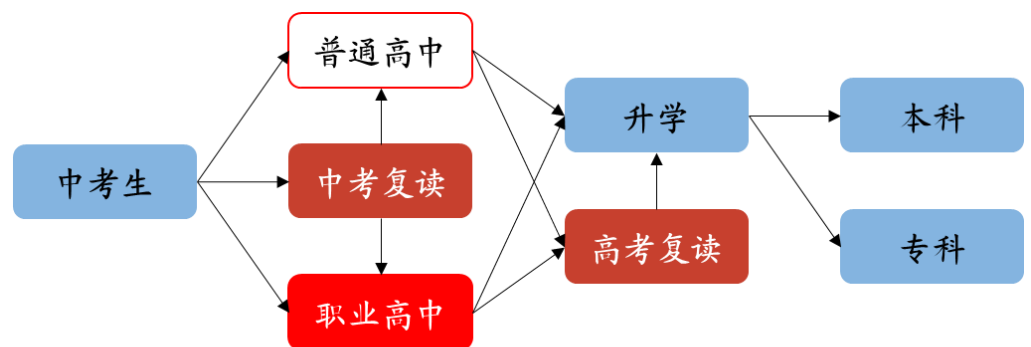 普通高中
升学
本科
中考生
中考复读
高考复读
专科
职业高中